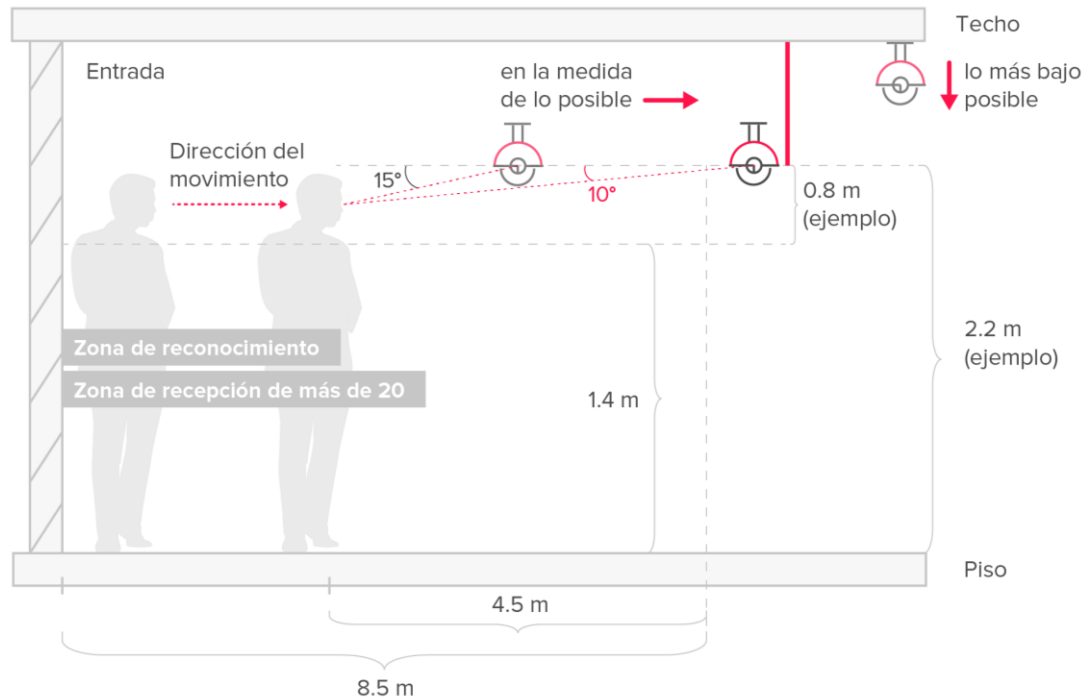 Techo
Entrada
en la medida
de lo posible
lo más bajo
posible
Dirección del
movimiento
15°
10°
0.8 m
(ejemplo)
Zona de reconocimiento
Zona de recepción de más de 20
1.4 m
2.2 m
(ejemplo)
Piso
4.5 m
8.5 m